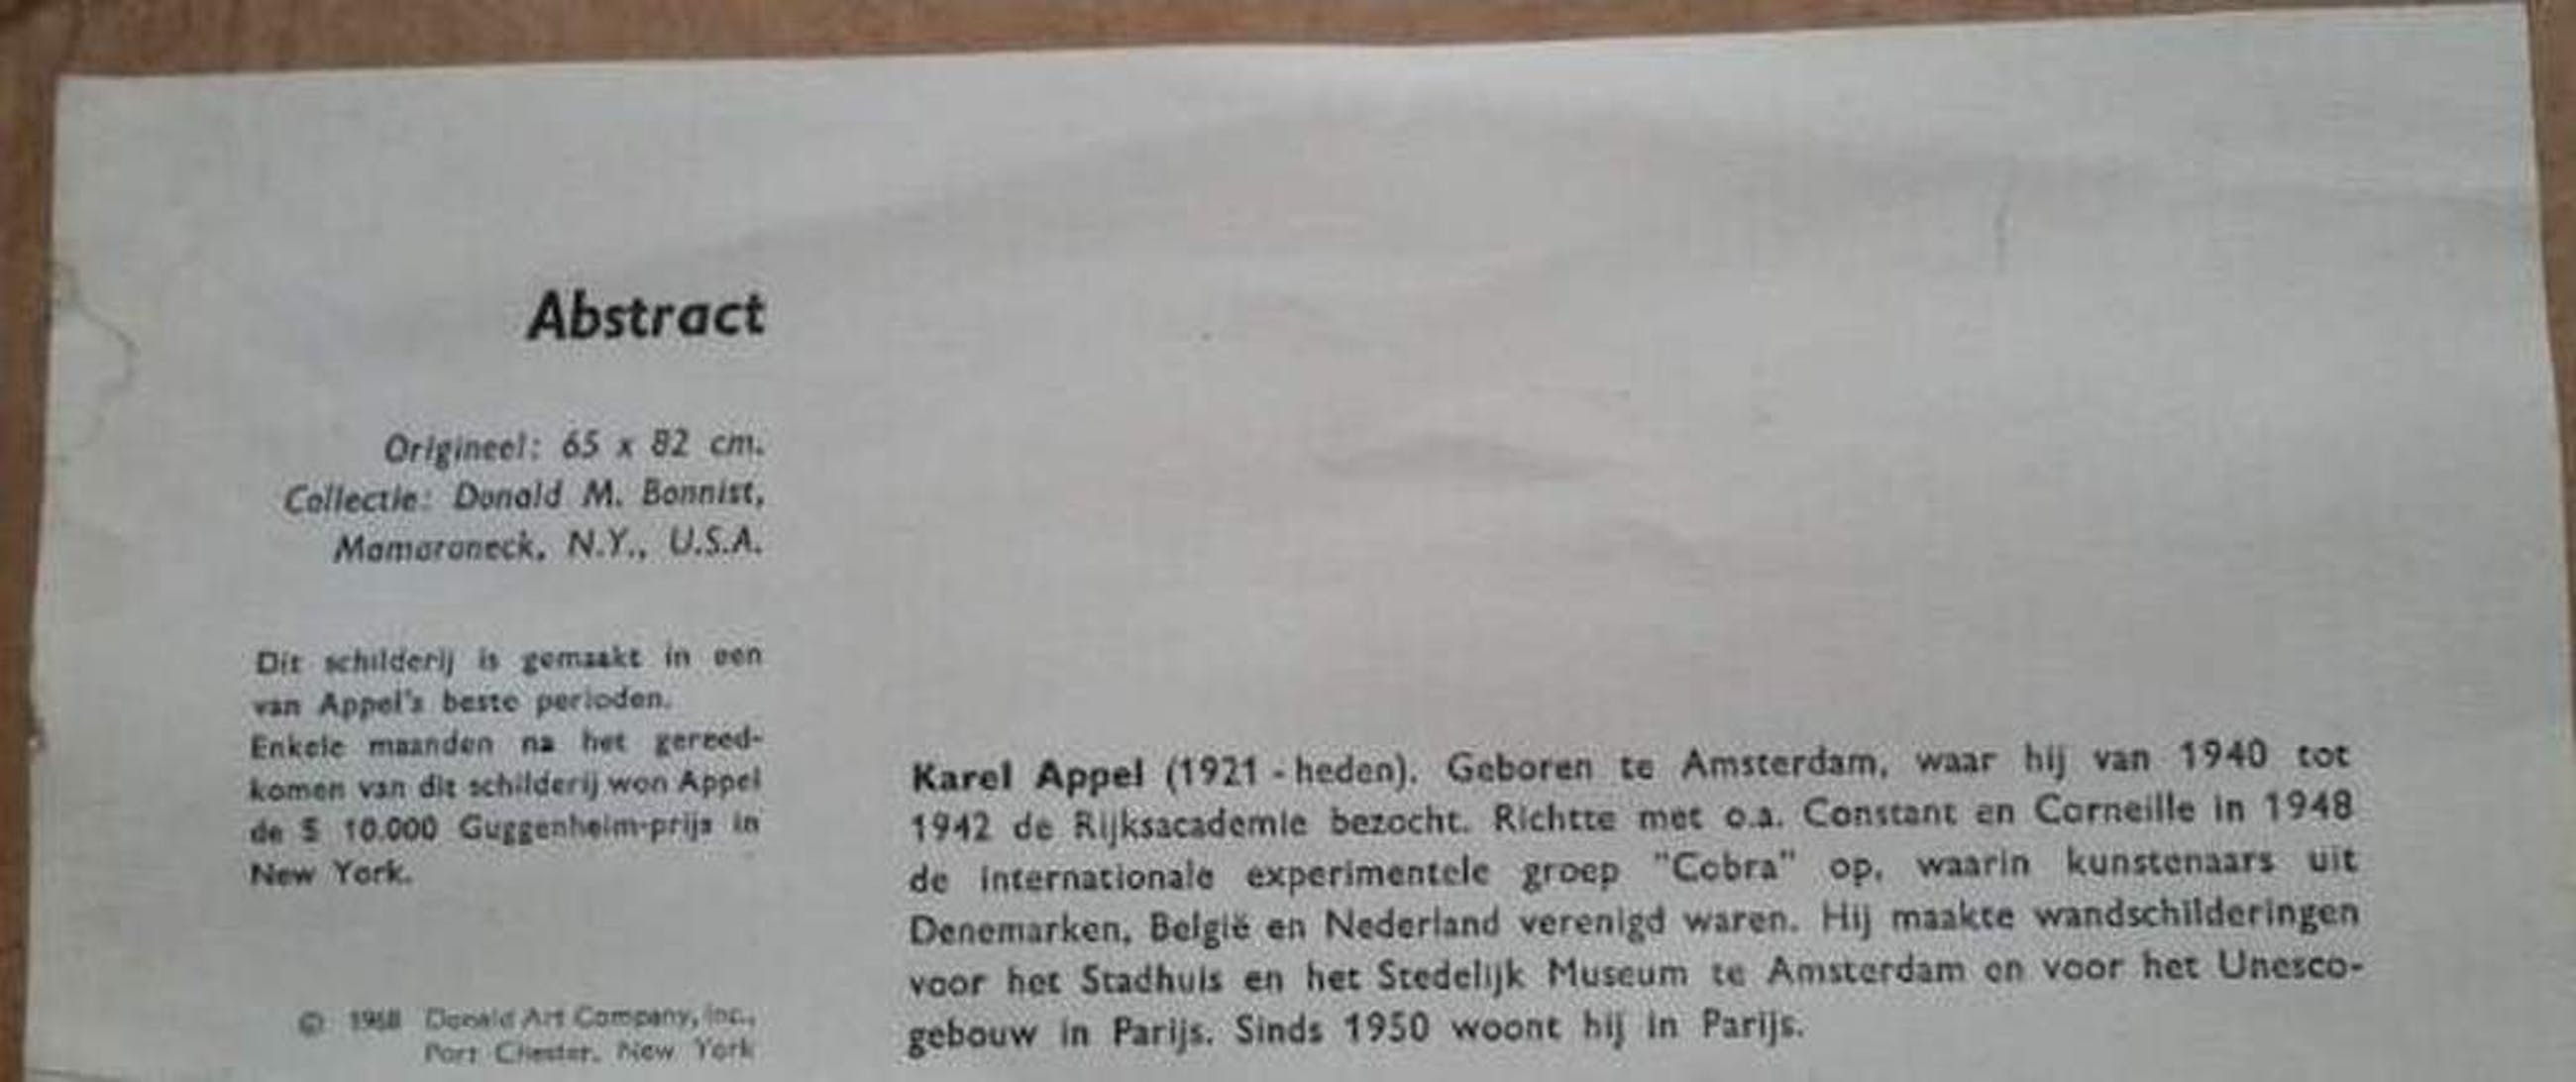 Abstract
Origineel: 65 x 82 cm.
Collectie: Donald M. Bonnist,
Mamaroneck, N.Y., U.S.A.
Dit schilderij is gemaakt in een
van Appel's beste perioden.
Enkele maanden na het gereed-
komen van dit schilderij won Appel
de $ 10.000 Guggenheim-prijs in
New York.
© 1968 Donald Art Company, Inc.,
Port Chester, New York
Karel Appel (1921 - heden). Geboren te Amsterdam, waar hij van 1940 tot
1942 de Rijksacademie bezocht. Richtte met o.a. Constant en Corneille in 1948
de internationale experimentele groep "Cobra" op, waarin kunstenaars uit
Denemarken, België en Nederland verenigd waren. Hij maakte wandschilderingen
voor het Stadhuis en het Stedelijk Museum te Amsterdam en voor het Unesco-
gebouw in Parijs. Sinds 1950 woont hij in Parijs.